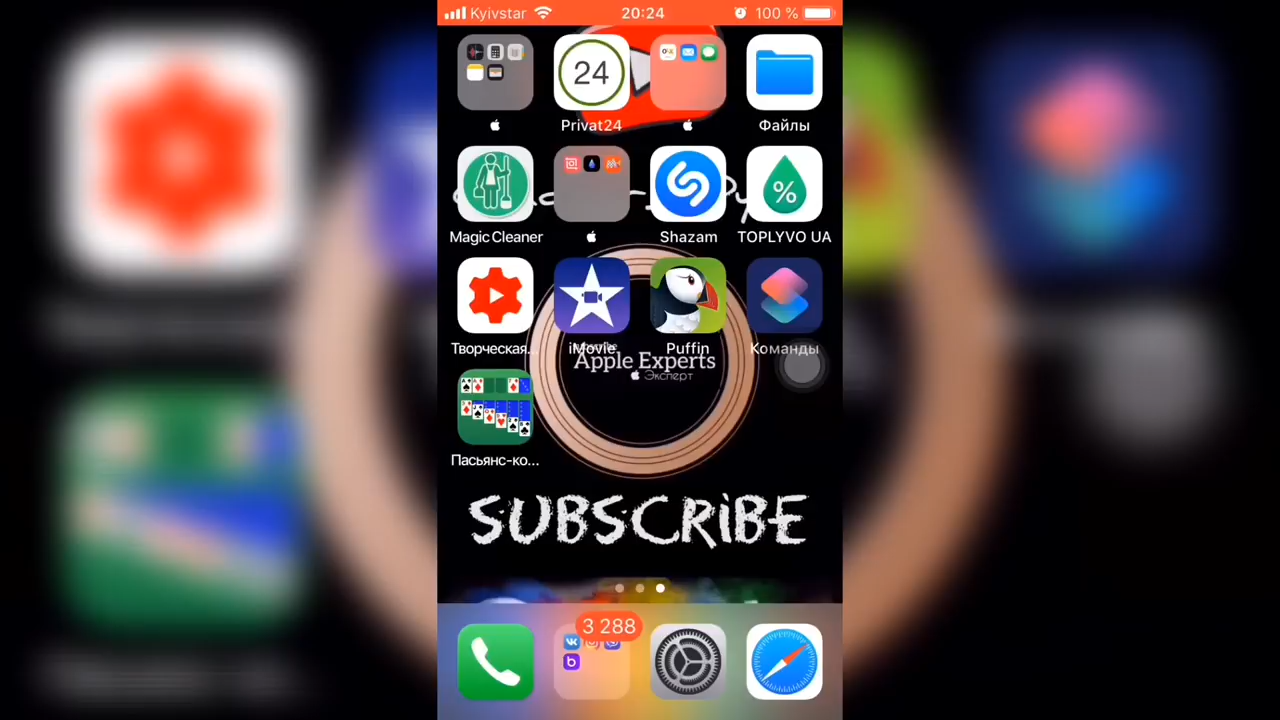 Kyivstar 20:24 100 %
24
Privat24 Файлы
%
Magic Cleaner Shazam TOPLYVO UA
Творческая... iMovie Puffin Команды
Apple Experts
Эксперт
Пасьянс-ко...
SUBSCRiBE
3 288